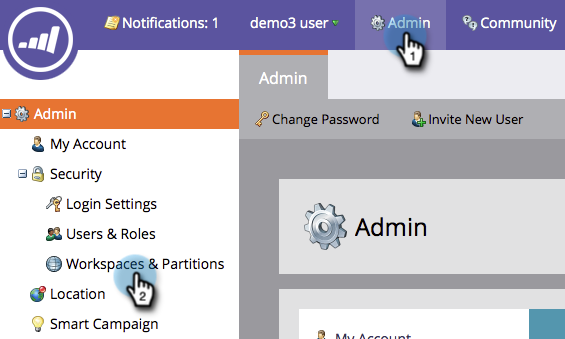 Notifications: 1 demo3 user Admin Community
1
Admin
Admin
Change Password Invite New User
My Account
Security
Login Settings
Users & Roles
Workspaces & Partitions
2
Location
Smart Campaign
Admin
My Account